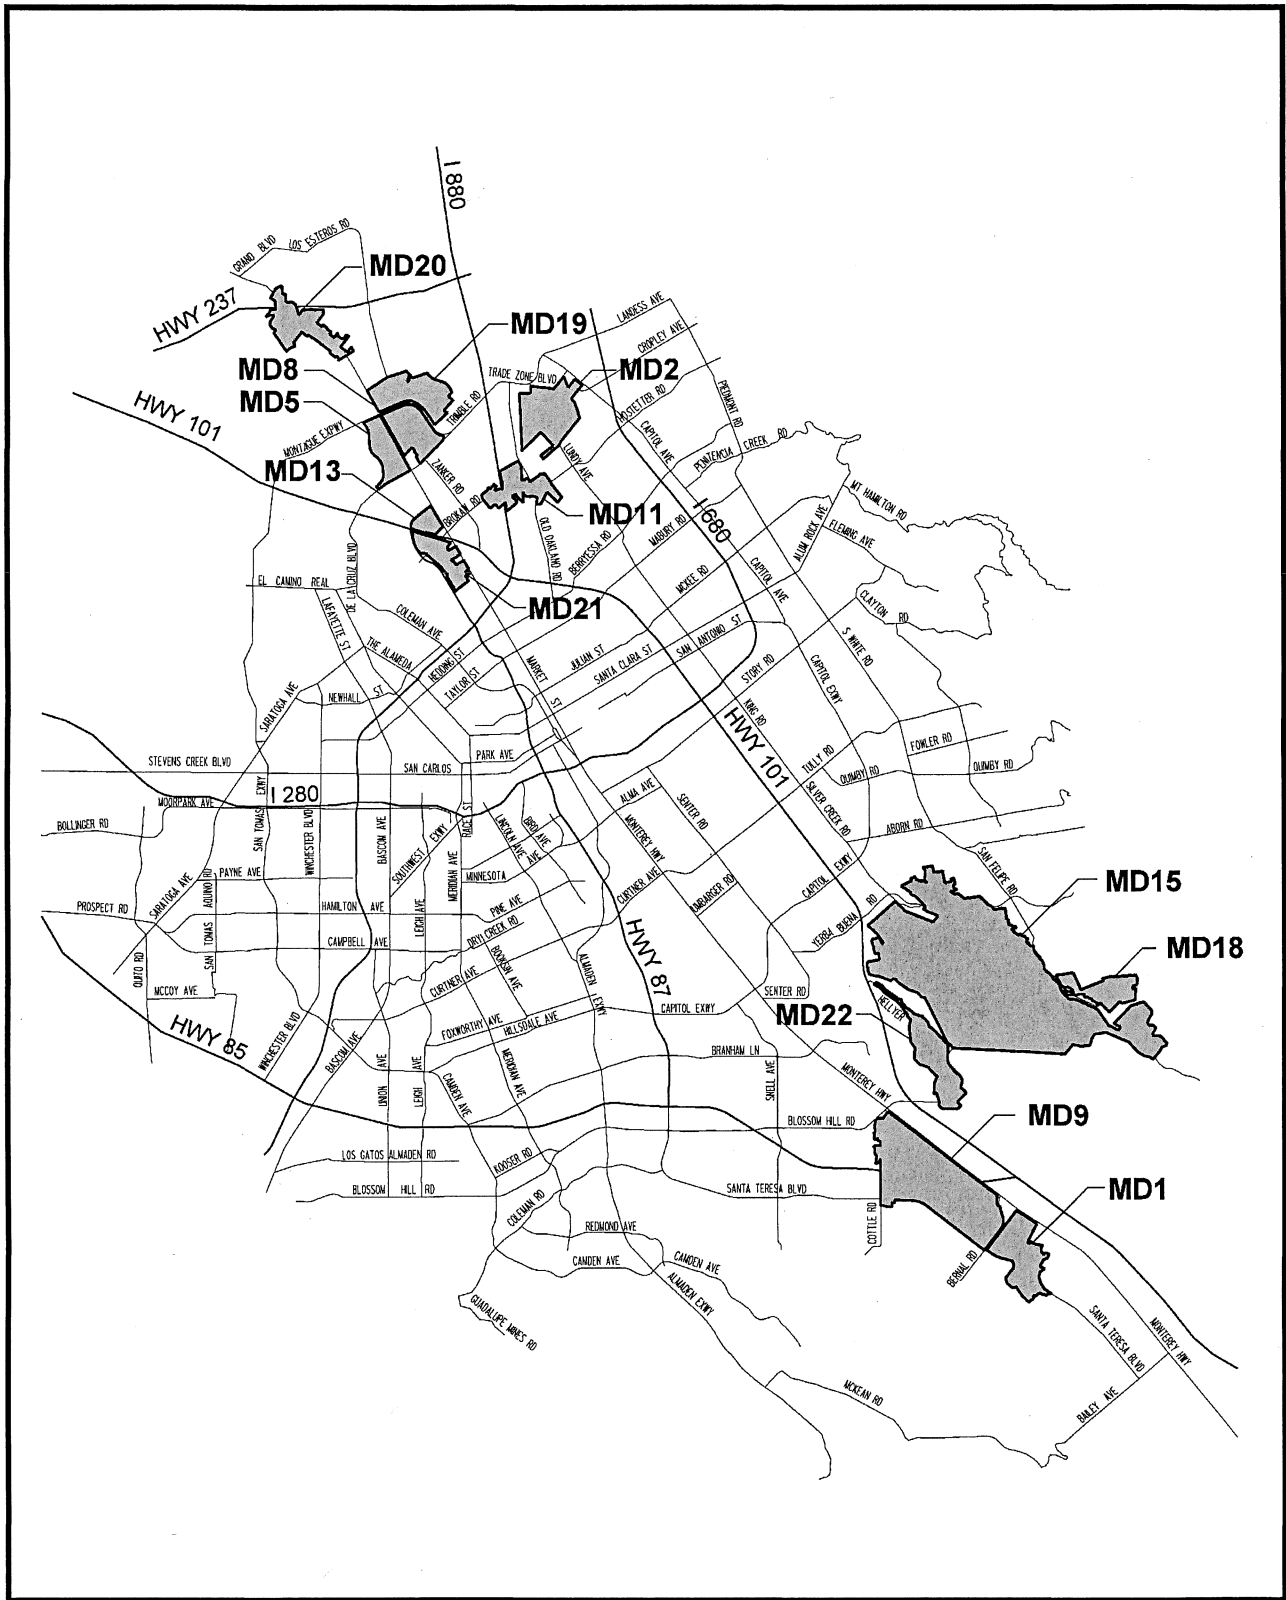 I 880
GRAND BLVD
LOS ESTEROS RD
MD20
HWY 237
MD19
LANDESS AVE
CROPLEY AVE
MD8
TRADE ZONE BLVD
MD2
MD5
HWY 101
TRIMBLE RD
HOSTETTER RD
PIEDMONT RD
MONTAGUE EXPWY
CAPITOL AVE
PENITENCIA CREEK RD
MD13
ZANKER RD
LUNDY AVE
MT HAMILTON RD
BROKAW RD
MD11
I 680
OLD OAKLAND RD
MABURY RD
ALUM ROCK AVE
FLEMING AVE
BERRYESSA RD
DE LA CRUZ BLVD
EL CAMINO REAL
MCKEE RD
CAPITOL AVE
CLAYTON RD
LAFAYETTE ST
COLEMAN AVE
MD21
THE ALAMEDA
HEDDING ST
TAYLOR ST
MARKET ST
JULIAN ST
SANTA CLARA ST
SAN ANTONIO ST
S WHITE RD
STORY RD
CAPITOL EXWY
SARATOGA AVE
NEWHALL ST
KING RD
HWY 101
STEVENS CREEK BLVD
SAN CARLOS
PARK AVE
TULLY RD
FOWLER RD
QUIMBY RD
QUIMBY RD
MOORPARK AVE
I 280
SAN TOMAS EXWY
WINCHESTER BLVD
BASCOM AVE
SOUTHWEST EXWY
RACE ST
LINCOLN AVE
BIRD AVE
ALMA AVE
SENTER RD
SILVER CREEK RD
ABORN RD
BOLLINGER RD
MONTEREY HWY
MERIDIAN AVE
MINNESOTA AVE
CAPITOL EXWY
SAN FELIPE RD
PAYNE AVE
SARATOGA AVE
SAN TOMAS AQUINO RD
CURTNER AVE
UMBARGER RD
MD15
PROSPECT RD
HAMILTON AVE
LEIGH AVE
PINE AVE
YERBA BUENA RD
HWY 87
CAMPBELL AVE
DRY CREEK RD
MD18
QUITO RD
BOOKSIN AVE
ALMADEN EXWY
MCCOY AVE
CURTNER AVE
SENTER RD
HELLYER
MD22
CAPITOL EXWY
HWY 85
WINCHESTER BLVD
BASCOM AVE
FOXWORTHY AVE
HILLSDALE AVE
BRANHAM LN
UNION AVE
LEIGH AVE
CAMDEN AVE
MERIDIAN AVE
SNELL AVE
MONTEREY HWY
MD9
BLOSSOM HILL RD
LOS GATOS ALMADEN RD
KOOSER RD
BLOSSOM HILL RD
SANTA TERESA BLVD
MD1
COLEMAN RD
REDMOND AVE
COTTLE RD
CAMDEN AVE
CAMDEN AVE
BERNAL RD
ALMADEN EXWY
GUADALUPE MINES RD
SANTA TERESA BLVD
MONTEREY HWY
MCKEAN RD
BAILEY AVE